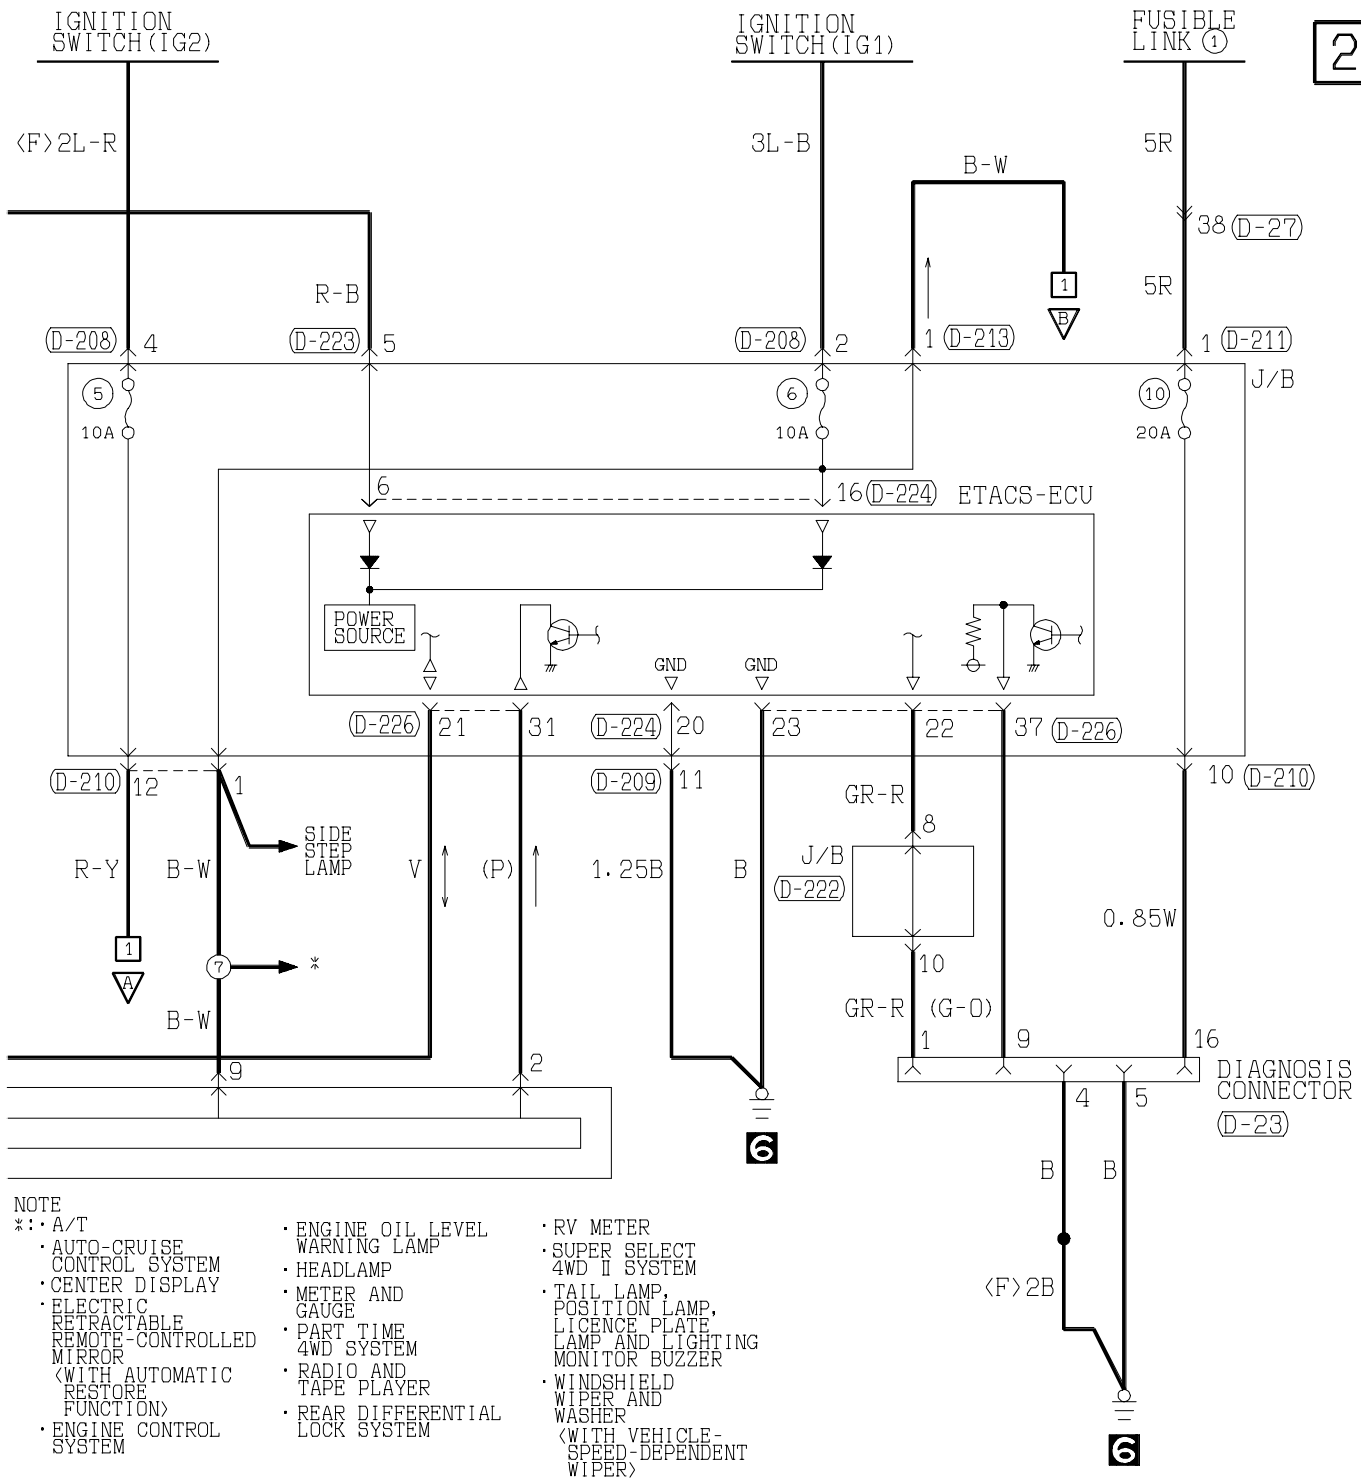 IGNITION
SWITCH(IG2)
IGNITION
SWITCH(IG1)
FUSIBLE
LINK ①
2
<F>2L-R
3L-B
B-W
5R
38 (D-27)
R-B
1
5R
B
(D-208) 4
(D-223) 5
(D-208) 2
1 (D-213)
1 (D-211)
J/B
5
10A
6
10A
10
20A
6
16 (D-224)
ETACS-ECU
POWER
SOURCE
GND
GND
(D-226) 21
31
(D-224) 20
23
22
37 (D-226)
(D-210) 12
1
(D-209) 11
10 (D-210)
GR-R
8
SIDE
STEP
LAMP
R-Y
B-W
V
(P)
1.25B
B
J/B
(D-222)
0.85W
1
A
7
*
10
B-W
GR-R
(G-O)
9
2
1
9
16
DIAGNOSIS
CONNECTOR
(D-23)
4
5
6
B
B
<F>2B
6
NOTE
*:· A/T
· AUTO-CRUISE
CONTROL SYSTEM
· CENTER DISPLAY
· ELECTRIC
RETRACTABLE
REMOTE-CONTROLLED
MIRROR
<WITH AUTOMATIC
RESTORE
FUNCTION>
· ENGINE CONTROL
SYSTEM
· ENGINE OIL LEVEL
WARNING LAMP
· HEADLAMP
· METER AND
GAUGE
· PART TIME
4WD SYSTEM
· RADIO AND
TAPE PLAYER
· REAR DIFFERENTIAL
LOCK SYSTEM
· RV METER
· SUPER SELECT
4WD II SYSTEM
· TAIL LAMP,
POSITION LAMP,
LICENCE PLATE
LAMP AND LIGHTING
MONITOR BUZZER
· WINDSHIELD
WIPER AND
WASHER
<WITH VEHICLE-
SPEED-DEPENDENT
WIPER>